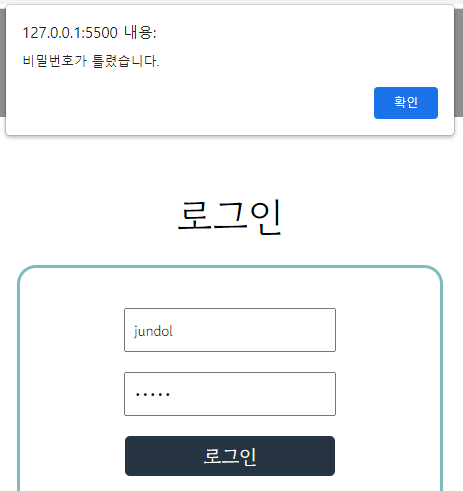 127.0.0.1:5500 내용:
비밀번호가 틀렸습니다.
확인
로그인
jundol
•••••
로그인